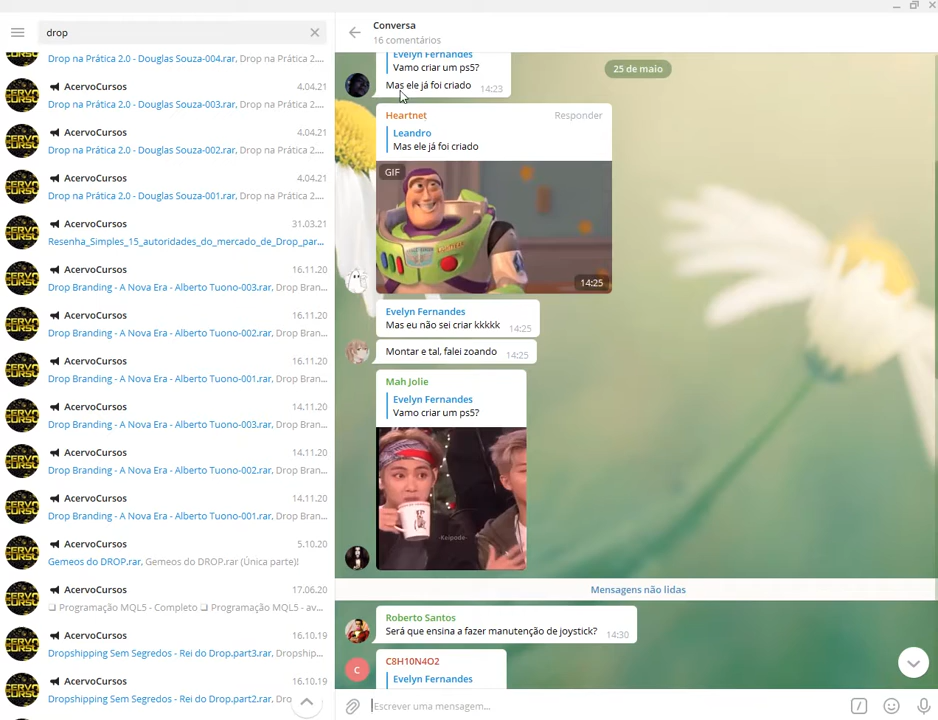 drop
Drop na Prática 2.0 - Douglas Souza-004.rar, Drop na Prática 2....
AcervoCursos 4.04.21
Drop na Prática 2.0 - Douglas Souza-003.rar, Drop na Prática 2....
AcervoCursos 4.04.21
Drop na Prática 2.0 - Douglas Souza-002.rar, Drop na Prática 2....
AcervoCursos 4.04.21
Drop na Prática 2.0 - Douglas Souza-001.rar, Drop na Prática 2....
AcervoCursos 31.03.21
Resenha_Simples_15_autoridades_do_mercado_de_Drop_par...
AcervoCursos 16.11.20
Drop Branding - A Nova Era - Alberto Tuono-003.rar, Drop Bran...
AcervoCursos 16.11.20
Drop Branding - A Nova Era - Alberto Tuono-002.rar, Drop Bran...
AcervoCursos 16.11.20
Drop Branding - A Nova Era - Alberto Tuono-001.rar, Drop Bran...
AcervoCursos 14.11.20
Drop Branding - A Nova Era - Alberto Tuono-003.rar, Drop Bran...
AcervoCursos 14.11.20
Drop Branding - A Nova Era - Alberto Tuono-002.rar, Drop Bran...
AcervoCursos 14.11.20
Drop Branding - A Nova Era - Alberto Tuono-001.rar, Drop Bran...
AcervoCursos 5.10.20
Gemeos do DROP.rar, Gemeos do DROP.rar (Única parte)!
AcervoCursos 17.06.20
❏ Programação MQL5 - Completo ❏ Programação MQL5 - av...
AcervoCursos 16.10.19
Dropshipping Sem Segredos - Rei do Drop.part3.rar, Dropship...
AcervoCursos 16.10.19
Dropshipping Sem Segredos - Rei do Drop.part2.rar, Dro
Conversa
16 comentários
25 de maio
Evelyn Fernandes
Vamo criar um ps5?
Mas ele já foi criado 14:23
Heartnet Responder
Leandro
Mas ele já foi criado
GIF
14:25
Evelyn Fernandes
Mas eu não sei criar kkkkk 14:25
Montar e tal, falei zoando 14:25
Mah Jolie
Evelyn Fernandes
Vamo criar um ps5?
-Keipode-
Mensagens não lidas
Roberto Santos
Será que ensina a fazer manutenção de joystick? 14:30
C
C8H10N4O2
Evelyn Fernandes
Escrever uma mensagem...